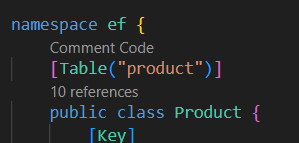 namespace ef {
Comment Code
[Table("product")]
10 references
public class Product {
[Key]